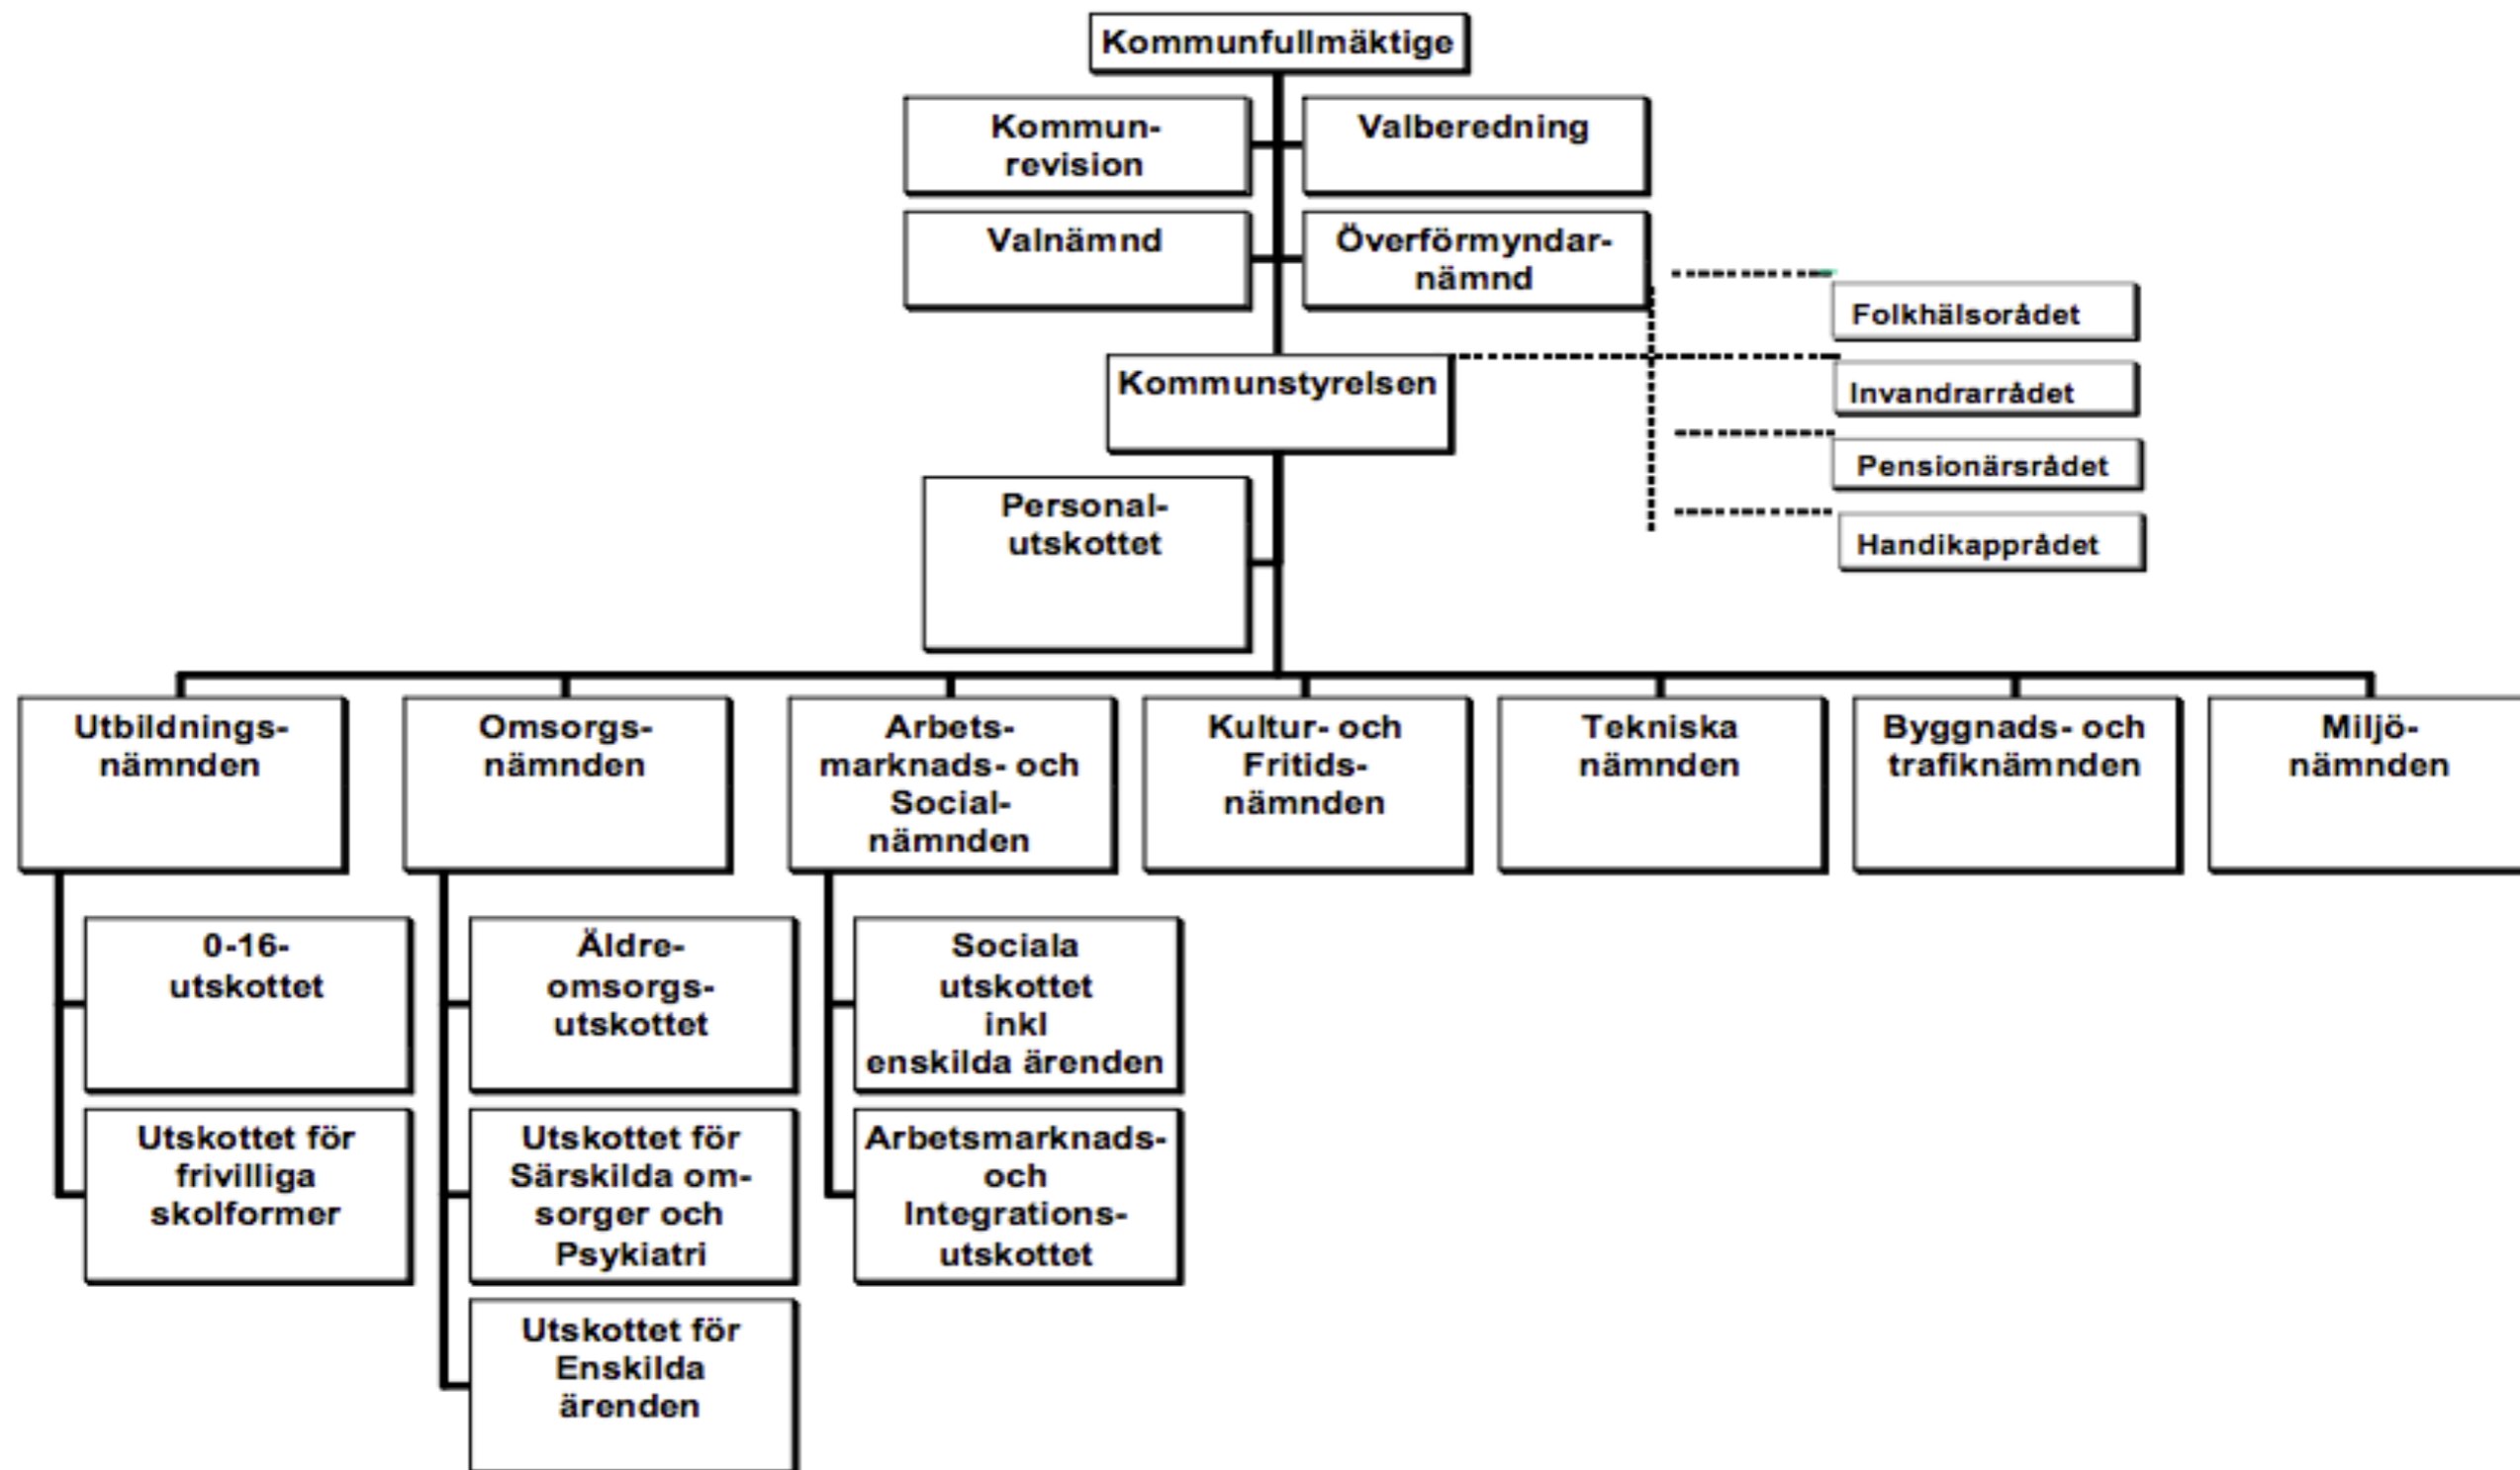 Kommunfullmäktige
Kommun-
revision
Valberedning
Valnämnd
Överförmyndar-
nämnd
Folkhälsorådet
Kommunstyrelsen
Invandrarrådet
Pensionärsrådet
Handikapprådet
Personal-
utskottet
Utbildnings-
nämnden
Omsorgs-
nämnden
Arbets-
marknads- och
Social-
nämnden
Kultur- och
Fritids-
nämnden
Tekniska
nämnden
Byggnads- och
trafiknämnden
Miljö-
nämnden
0-16-
utskottet
Utskottet för
frivilliga
skolformer
Äldre-
omsorgs-
utskottet
Utskottet för
Särskilda om-
sorger och
Psykiatri
Utskottet för
Enskilda
ärenden
Sociala
utskottet
inkl
enskilda ärenden
Arbetsmarknads-
och
Integrations-
utskottet